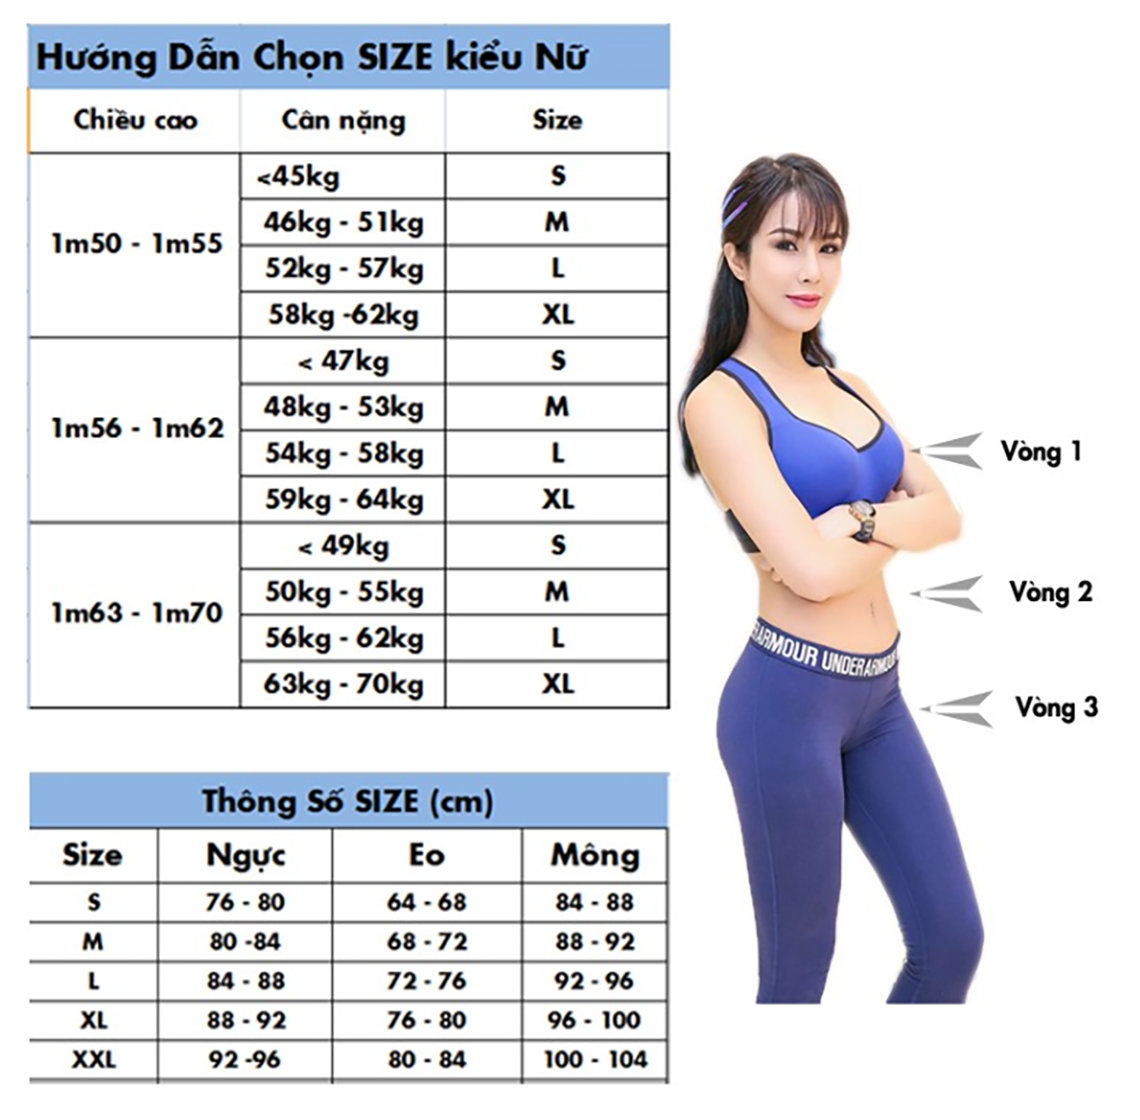 Hướng Dẫn Chọn SIZE kiểu Nữ
Chiều cao Cân nặng Size
1m50 - 1m55
<45kg S
46kg - 51kg M
52kg - 57kg L
58kg -62kg XL
1m56 - 1m62
< 47kg S
48kg - 53kg M
54kg - 58kg L
59kg - 64kg XL
1m63 - 1m70
< 49kg S
50kg - 55kg M
56kg - 62kg L
63kg - 70kg XL
Vòng 1
Vòng 2
ARMOUR UNDER ARMOUR
Vòng 3
Thông Số SIZE (cm)
Size Ngực Eo Mông
S 76 - 80 64 - 68 84 - 88
M 80 -84 68 - 72 88 - 92
L 84 - 88 72 - 76 92 - 96
XL 88 - 92 76 - 80 96 - 100
XXL 92 -96 80 - 84 100 - 104